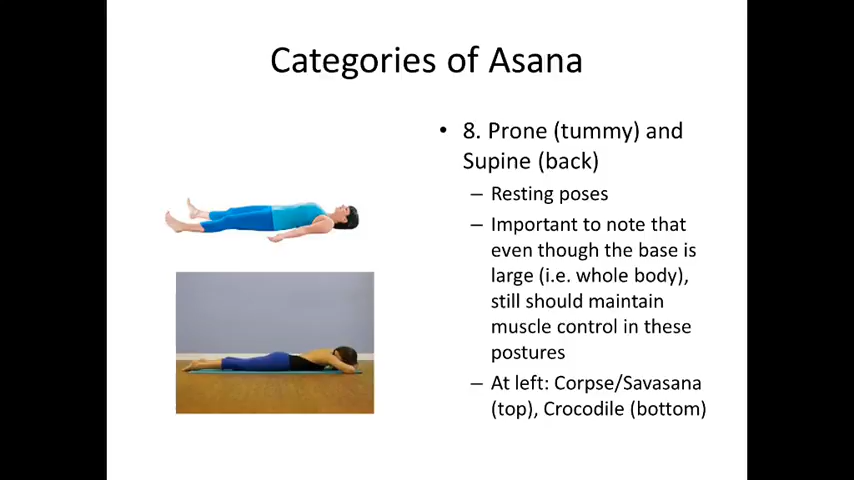 Categories of Asana
• 8. Prone (tummy) and
Supine (back)
– Resting poses
– Important to note that
even though the base is
large (i.e. whole body),
still should maintain
muscle control in these
postures
– At left: Corpse/Savasana
(top), Crocodile (bottom)